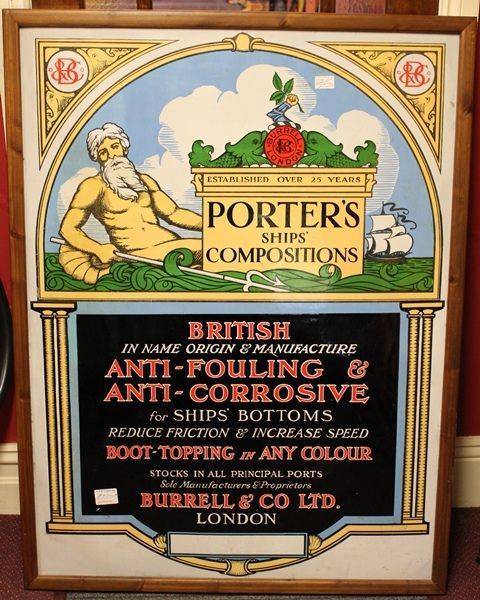 BURRELL
LONDON
ESTABLISHED OVER 25 YEARS
PORTER'S
SHIPS'
COMPOSITIONS
BRITISH
IN NAME ORIGIN & MANUFACTURE
ANTI-FOULING &
ANTI-CORROSIVE
for SHIPS' BOTTOMS
REDUCE FRICTION & INCREASE SPEED
BOOT-TOPPING IN ANY COLOUR
STOCKS IN ALL PRINCIPAL PORTS
Sole Manufacturers & Proprietors
BURRELL & CO LTD.
LONDON